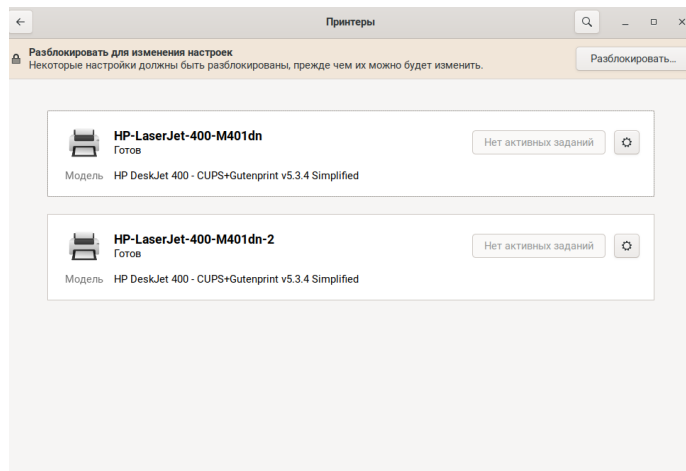 Принтеры
Разблокировать для изменения настроек
Некоторые настройки должны быть разблокированы, прежде чем их можно будет изменить.
Разблокировать...
HP-LaserJet-400-M401dn
Готов
Нет активных заданий
Модель HP DeskJet 400 - CUPS+Gutenprint v5.3.4 Simplified
HP-LaserJet-400-M401dn-2
Готов
Нет активных заданий
Модель HP DeskJet 400 - CUPS+Gutenprint v5.3.4 Simplified